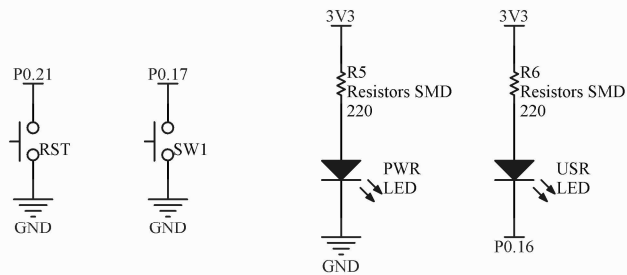 3V3
3V3
P0.21
P0.17
R5
Resistors SMD
220
R6
Resistors SMD
220
RST
SW1
PWR
LED
USR
LED
GND
GND
GND
P0.16